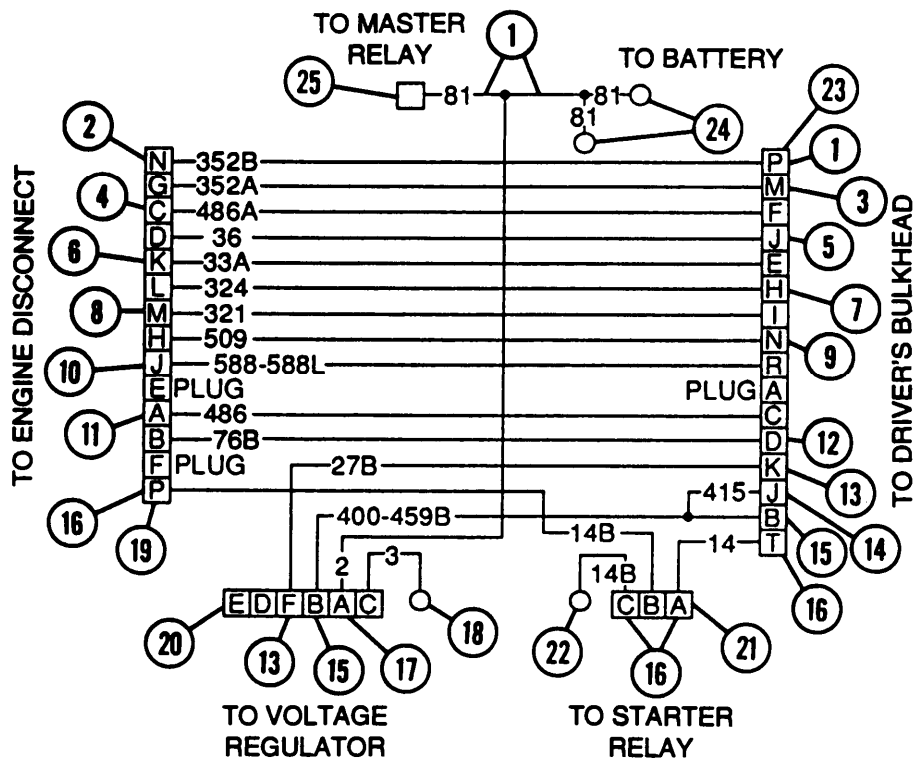 TO MASTER
RELAY
1
TO BATTERY
25
81
81
81
24
23
2
N
352B
P
1
G
352A
M
3
4
C
486A
F
D
36
J
5
6
K
33A
E
L
324
H
7
8
M
321
I
H
509
N
9
10
J
588-588L
R
E
PLUG
PLUG
A
11
A
486
C
B
76B
D
12
F
PLUG
27B
K
13
16
P
415
J
14
19
400-459B
B
15
14B
14
T
16
2
3
14B
20
E D F B A C
18
22
C B A
21
13
15
17
16
TO VOLTAGE
REGULATOR
TO STARTER
RELAY
TO ENGINE DISCONNECT
TO DRIVER'S BULKHEAD